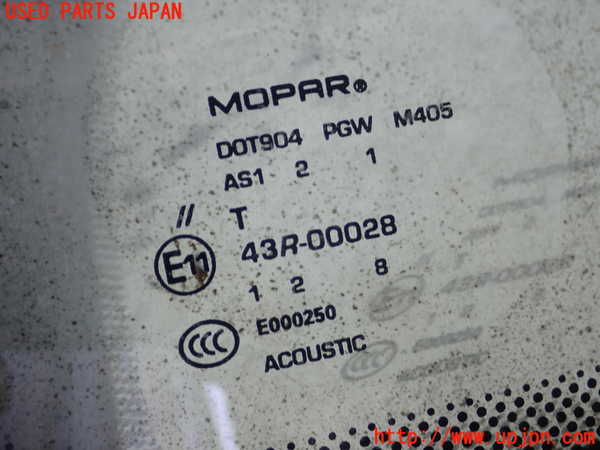 USED PARTS JAPAN
MOPAR®
DOT904 PGW M405
AS1 2 1
// T
E11 43R-00028
1 2 8
CCC E000250
ACOUSTIC
http://www.upjpn.com